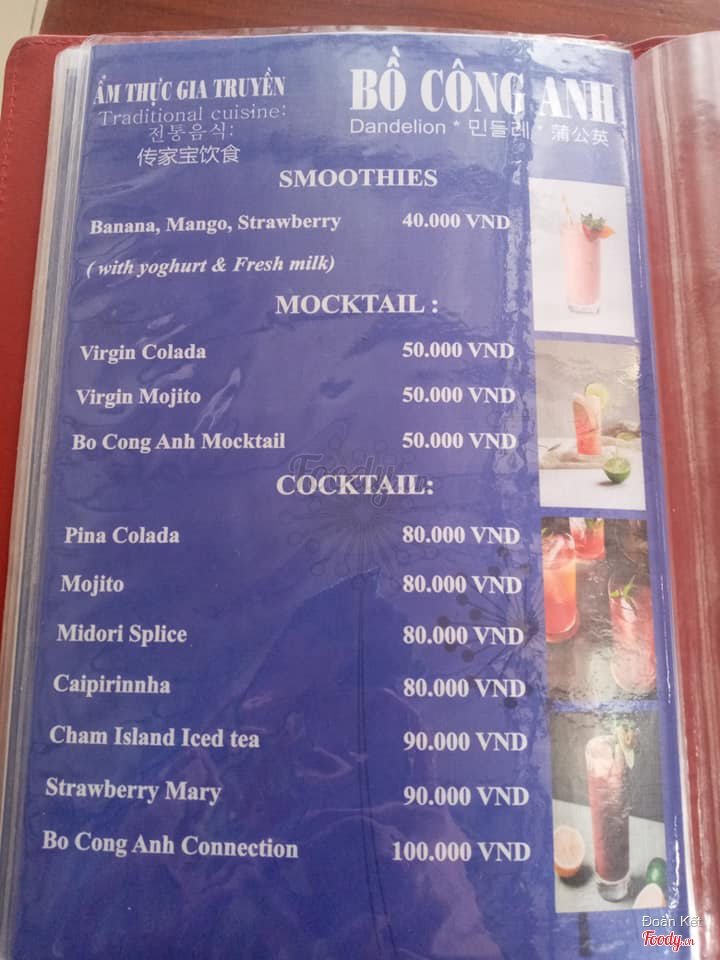 ẨM THỰC GIA TRUYỀN
Traditional cuisine:
전통음식:
传家宝饮食
BỒ CÔNG ANH
Dandelion * 민들레 * 蒲公英
SMOOTHIES
Banana, Mango, Strawberry 40.000 VND
( with yoghurt & Fresh milk)
MOCKTAIL :
Virgin Colada 50.000 VND
Virgin Mojito 50.000 VND
Bo Cong Anh Mocktail 50.000 VND
Foody.vn
COCKTAIL:
Pina Colada 80.000 VND
Mojito 80.000 VND
Midori Splice 80.000 VND
Caipirinnha 80.000 VND
Cham Island Iced tea 90.000 VND
Strawberry Mary 90.000 VND
Bo Cong Anh Connection 100.000 VND
Đoàn Kết
Foody.vn